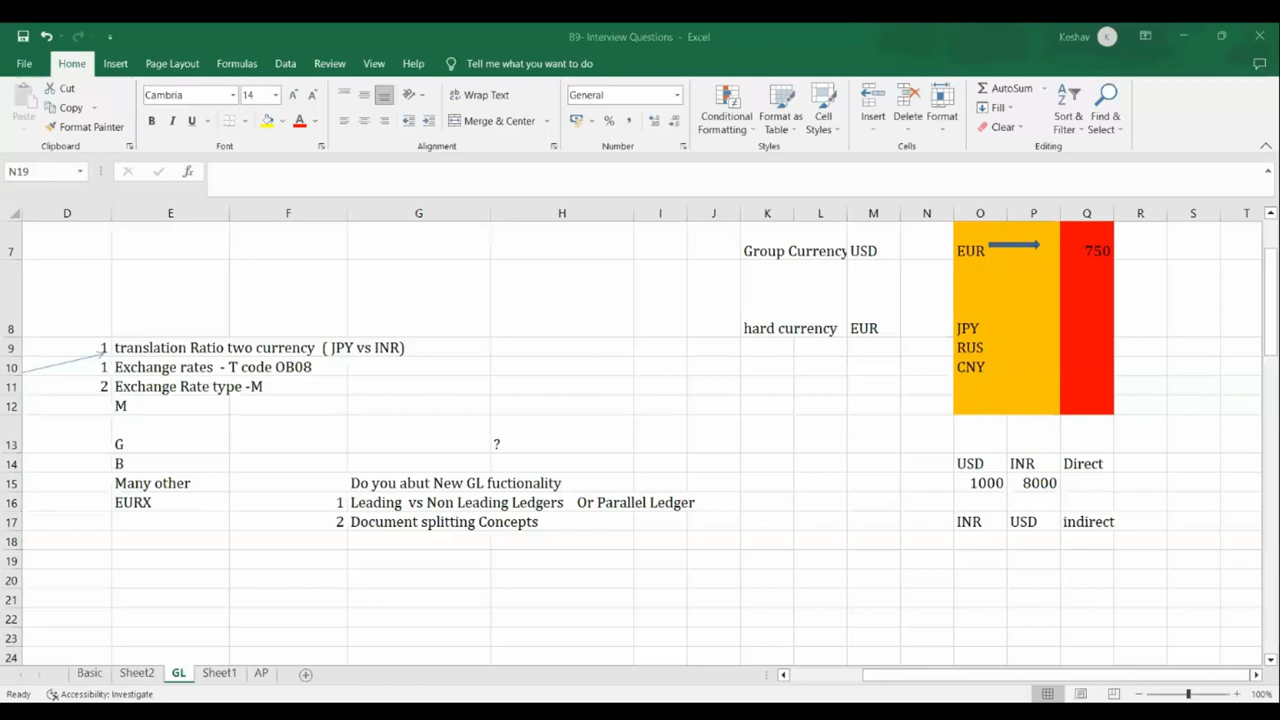 B9- Interview Questions - Excel
Keshav K
File Home Insert Page Layout Formulas Data Review View Help Tell me what you want to do
Paste
Cut
Copy
Format Painter
Clipboard
Cambria 14
B I U A
Font
Wrap Text
Merge & Center
Alignment
General
% ,
Number
Conditional Formatting
Format as Table
Cell Styles
Styles
Insert Delete Format
Cells
AutoSum
Fill
Clear
Sort & Filter
Find & Select
Editing
N19 fx
D E F G H I J K L M N O P Q R S T
7 Group Currency USD EUR 750
8 hard currency EUR JPY
9 1 translation Ratio two currency ( JPY vs INR) RUS
10 1 Exchange rates - T code OB08 CNY
11 2 Exchange Rate type -M
12 M
13 G ?
14 B USD INR Direct
15 Many other Do you abut New GL fuctionality 1000 8000
16 EURX 1 Leading vs Non Leading Ledgers Or Parallel Ledger
17 2 Document splitting Concepts INR USD indirect
18
19
20
21
22
23
24
Basic Sheet2 GL Sheet1 AP
Ready Accessibility: Investigate 100%